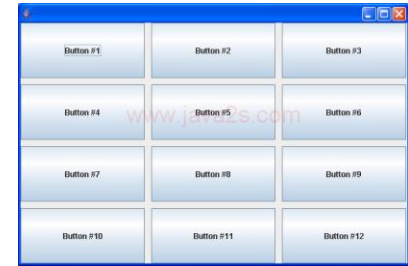 Button #1 Button #2 Button #3
Button #4 Button #5 Button #6
www.java2s.com
Button #7 Button #8 Button #9
Button #10 Button #11 Button #12